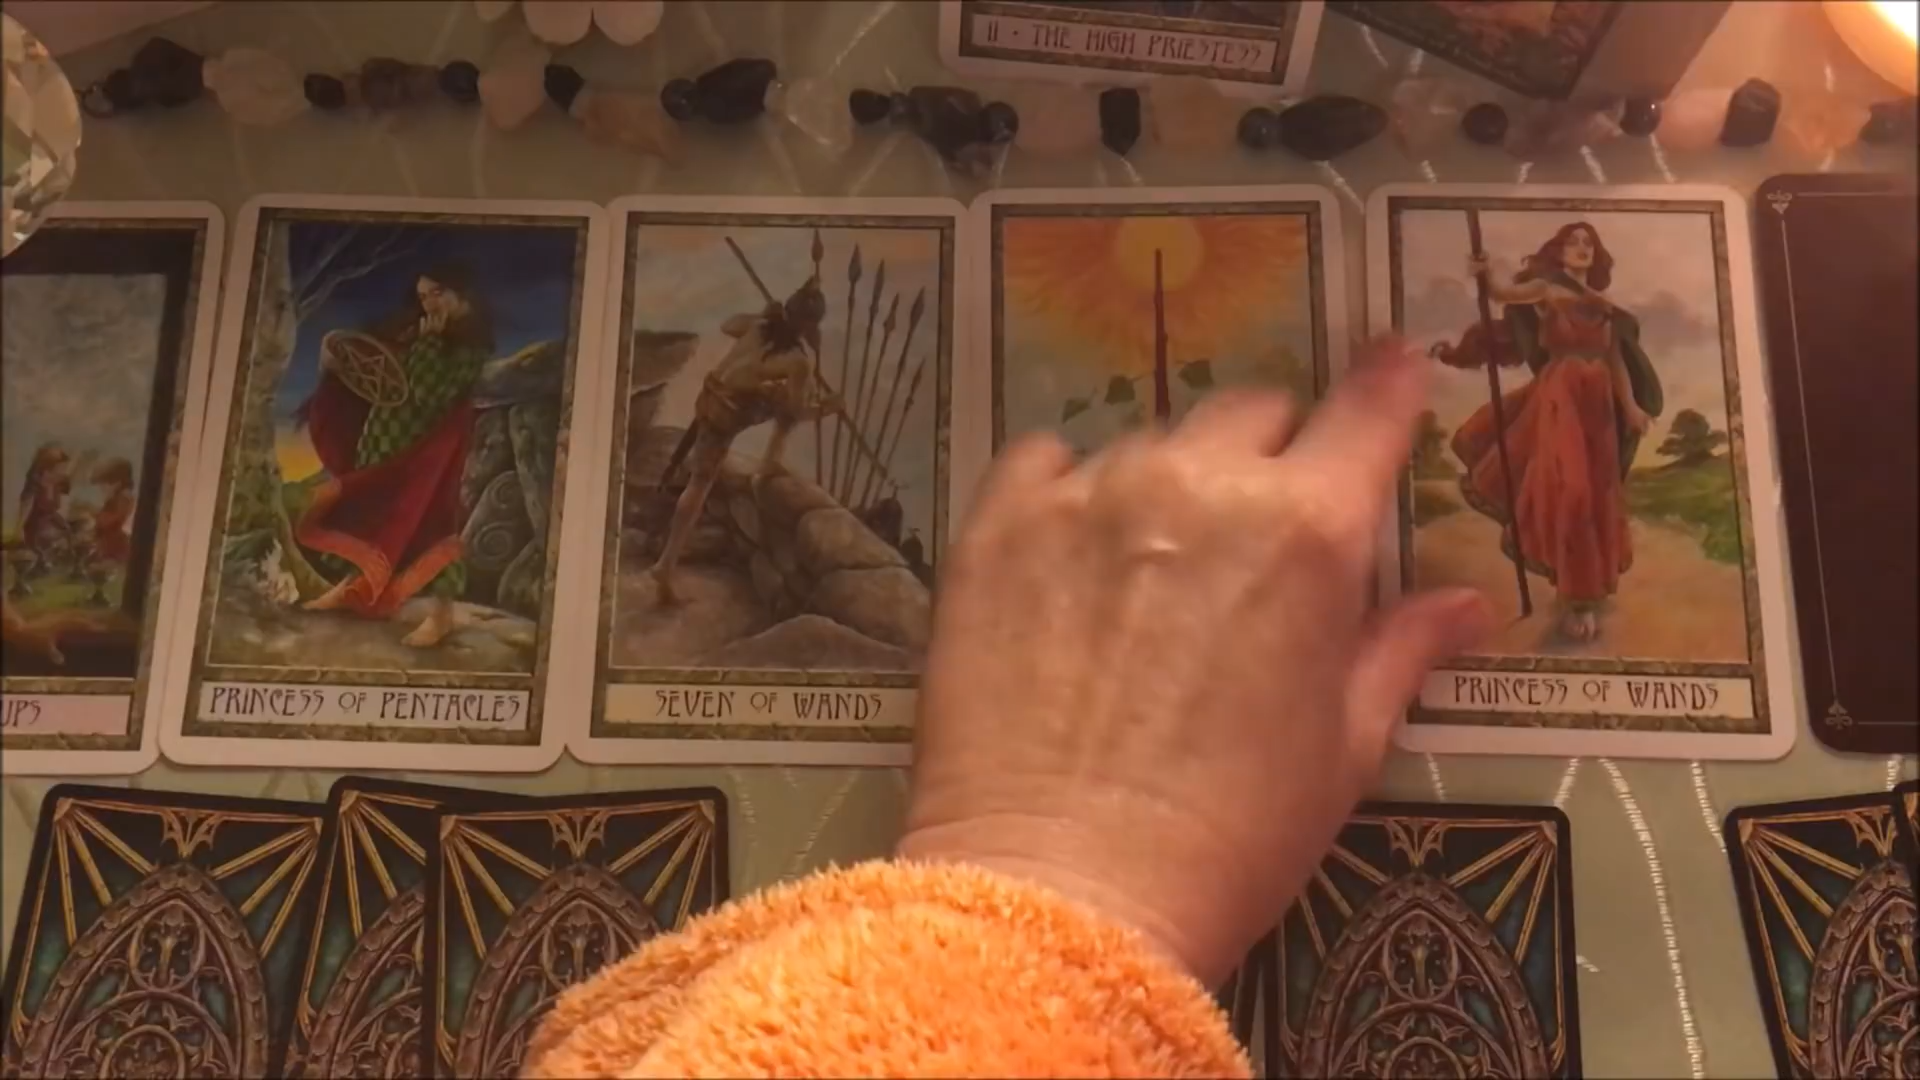 II · THE HIGH PRIESTESS
UPS
PRINCESS OF PENTACLES
SEVEN OF WANDS
PRINCESS OF WANDS